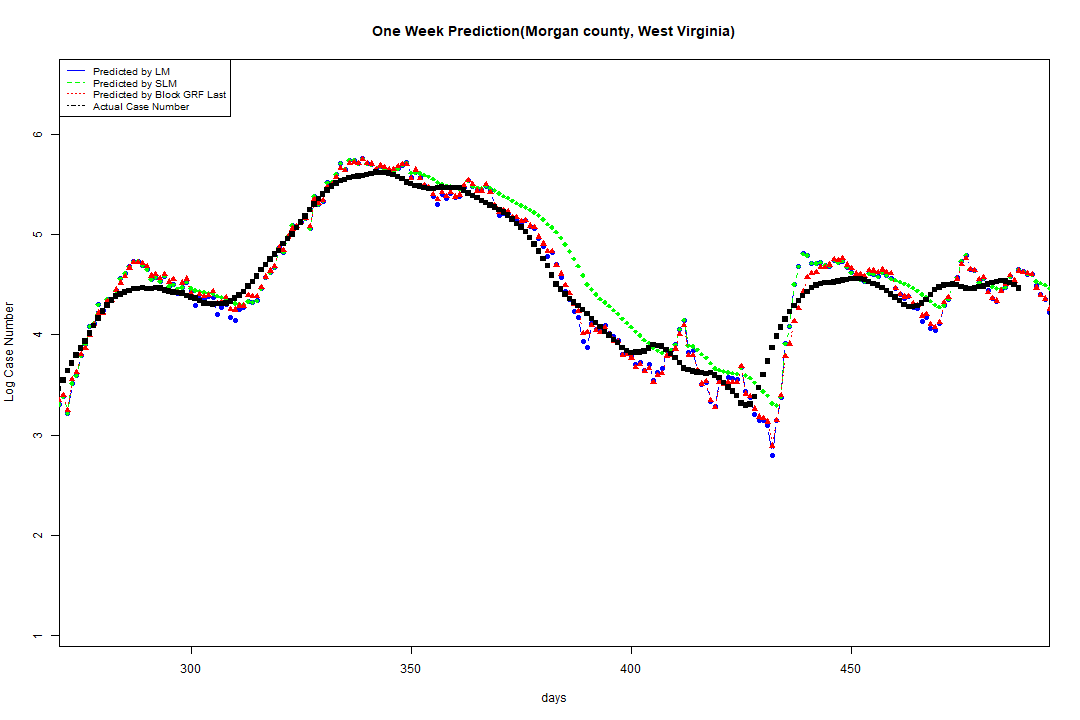 One Week Prediction(Morgan county, West Virginia)
Predicted by LM
Predicted by SLM
Predicted by Block GRF Last
Actual Case Number
6
5
4
3
2
1
Log Case Number
300 350 400 450
days